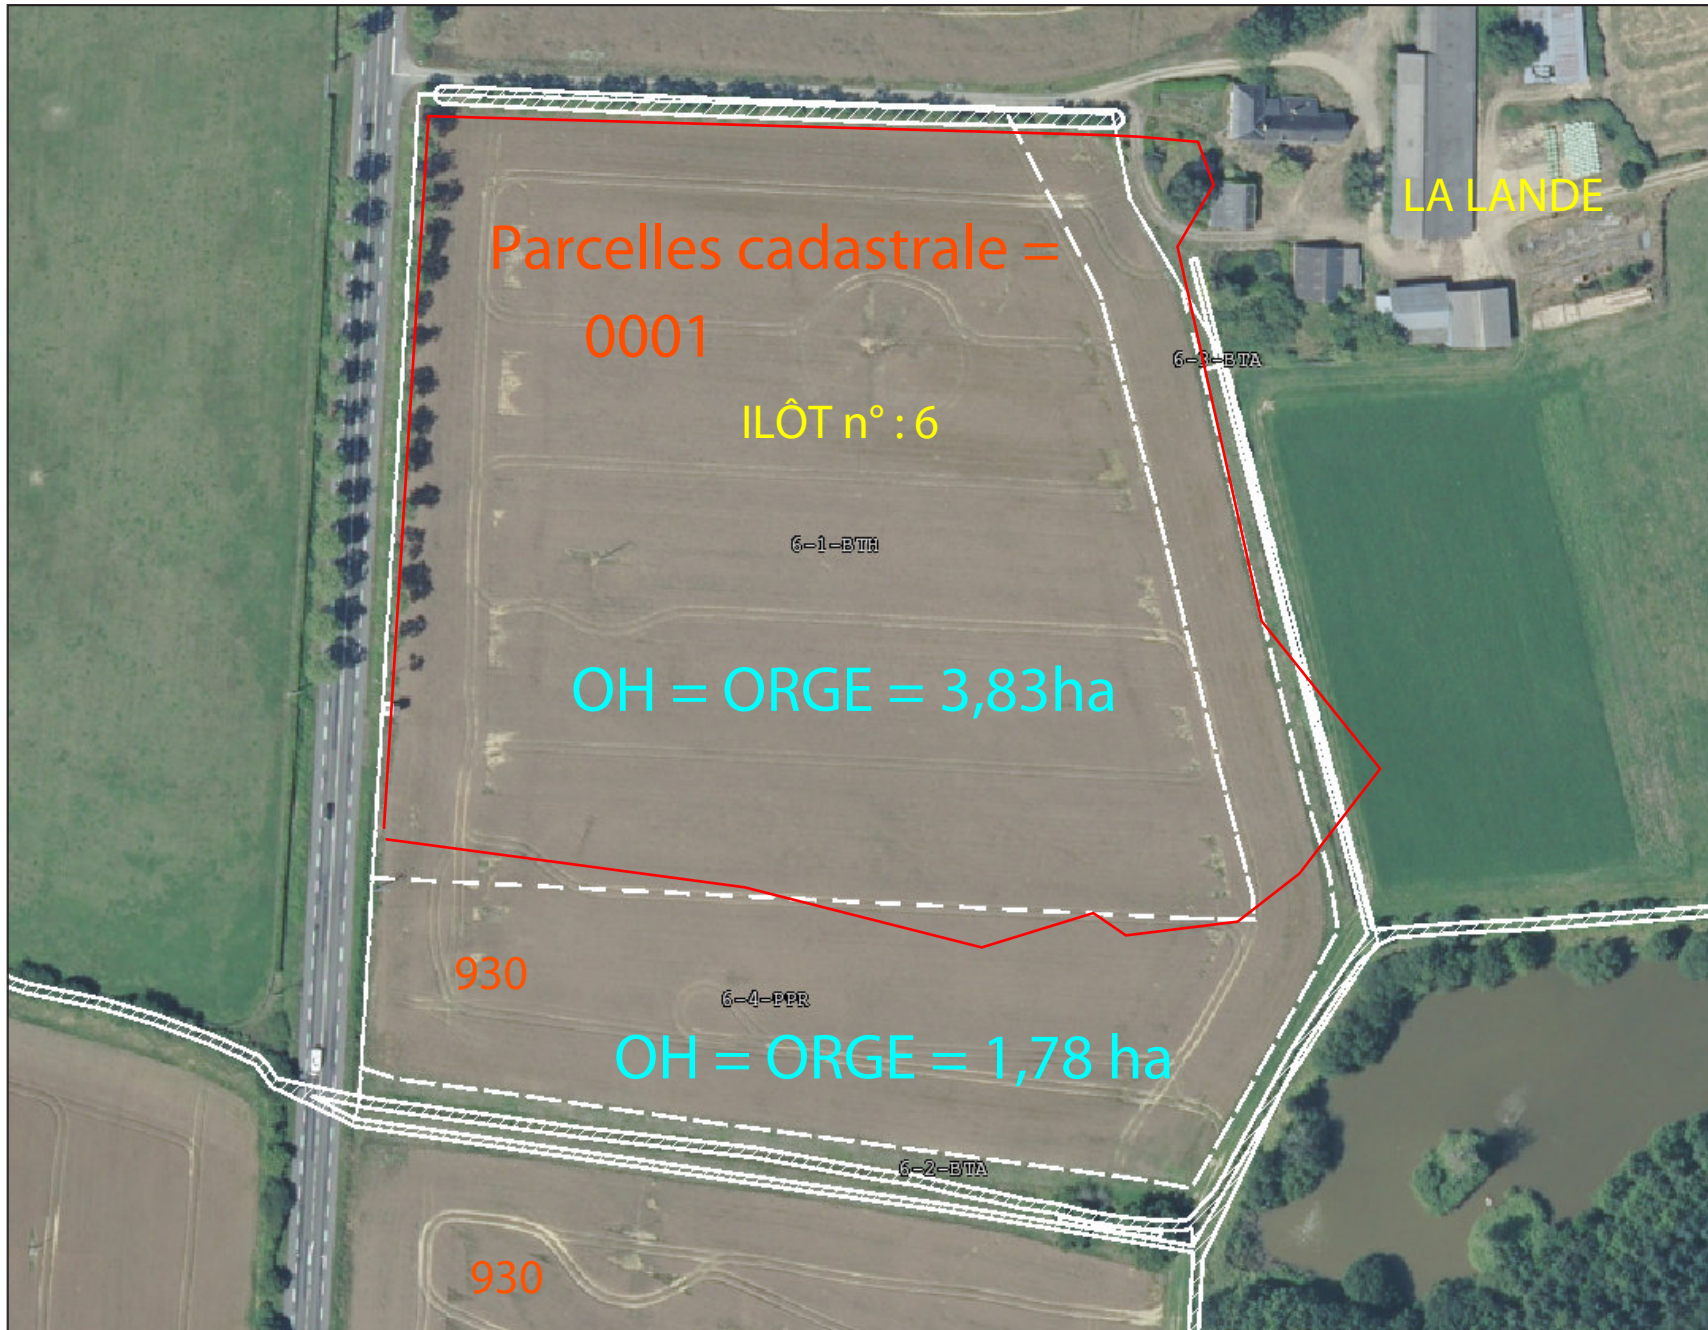 LA LANDE
Parcelles cadastrale =
0001
6-3-BTA
ILÔT n° : 6
6-1-BTH
OH = ORGE = 3,83ha
930
6-4-PPR
OH = ORGE = 1,78 ha
6-2-BTA
930